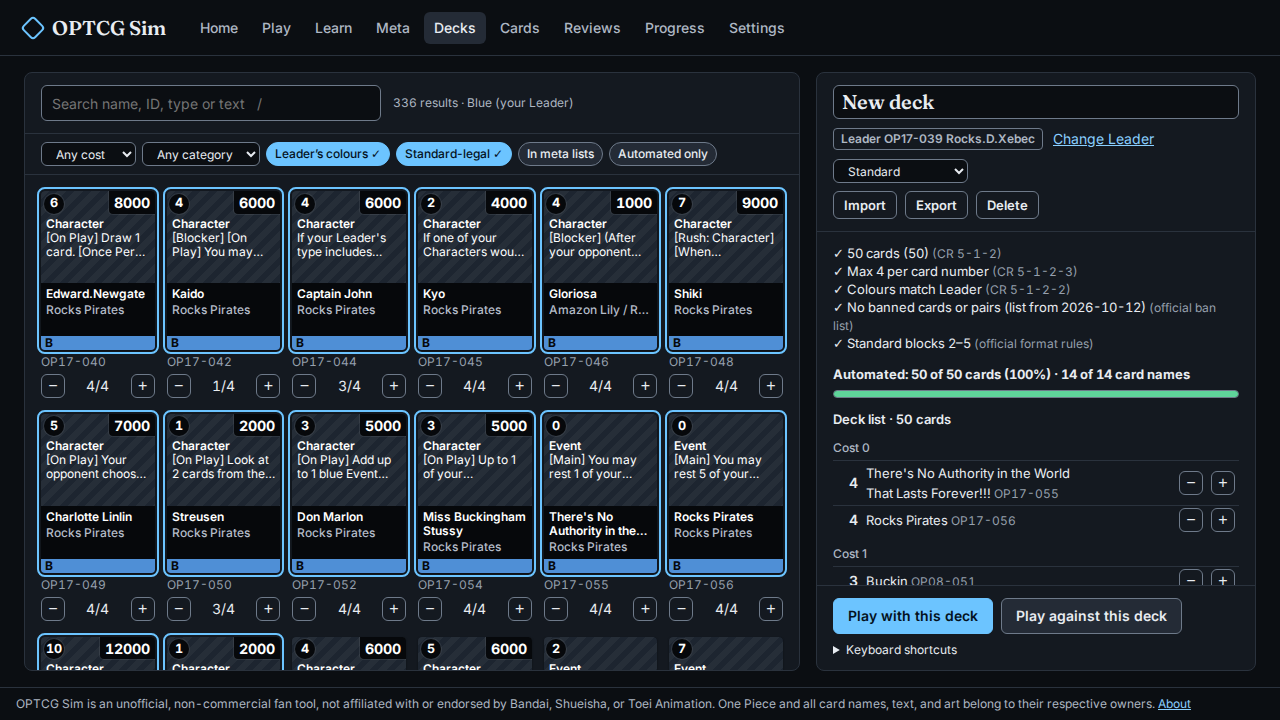 OPTCG Sim Home Play Learn Meta Decks Cards Reviews Progress Settings
Search name, ID, type or text /
336 results · Blue (your Leader)
Any cost Any category Leader's colours ✓ Standard-legal ✓ In meta lists Automated only
6 8000
Character
[On Play] Draw 1
card. [Once Per...
Edward.Newgate
Rocks Pirates
B
OP17-040
− 4/4 +
4 6000
Character
[Blocker] [On
Play] You may...
Kaido
Rocks Pirates
B
OP17-042
− 1/4 +
4 6000
Character
If your Leader's
type includes...
Captain John
Rocks Pirates
B
OP17-044
− 3/4 +
2 4000
Character
If one of your
Characters wou...
Kyo
Rocks Pirates
B
OP17-045
− 4/4 +
4 1000
Character
[Blocker] (After
your opponent...
Gloriosa
Amazon Lily / R...
B
OP17-046
− 4/4 +
7 9000
Character
[Rush: Character]
[When...
Shiki
Rocks Pirates
B
OP17-048
− 4/4 +
5 7000
Character
[On Play] Your
opponent choos...
Charlotte Linlin
Rocks Pirates
B
OP17-049
− 4/4 +
1 2000
Character
[On Play] Look at
2 cards from the...
Streusen
Rocks Pirates
B
OP17-050
− 3/4 +
3 5000
Character
[On Play] Add up
to 1 blue Event...
Don Marlon
Rocks Pirates
B
OP17-052
− 4/4 +
3 5000
Character
[On Play] Up to 1
of your...
Miss Buckingham
Stussy
Rocks Pirates
B
OP17-054
− 4/4 +
0
Event
[Main] You may
rest 1 of your...
There's No
Authority in the...
Rocks Pirates
B
OP17-055
− 4/4 +
0
Event
[Main] You may
rest 5 of your...
Rocks Pirates
Rocks Pirates
B
OP17-056
− 4/4 +
10 12000
Character
1 2000
Character
4 6000
Character
5 6000
Character
2
Event
7
Event
New deck
Leader OP17-039 Rocks.D.Xebec Change Leader
Standard
Import Export Delete
✓ 50 cards (50) (CR 5-1-2)
✓ Max 4 per card number (CR 5-1-2-3)
✓ Colours match Leader (CR 5-1-2-2)
✓ No banned cards or pairs (list from 2026-10-12) (official ban
list)
✓ Standard blocks 2–5 (official format rules)
Automated: 50 of 50 cards (100%) · 14 of 14 card names
Deck list · 50 cards
Cost 0
4 There's No Authority in the World
That Lasts Forever!!! OP17-055 − +
4 Rocks Pirates OP17-056 − +
Cost 1
3 Buckin OP08-051 − +
Play with this deck Play against this deck
▶ Keyboard shortcuts
OPTCG Sim is an unofficial, non-commercial fan tool, not affiliated with or endorsed by Bandai, Shueisha, or Toei Animation. One Piece and all card names, text, and art belong to their respective owners. About